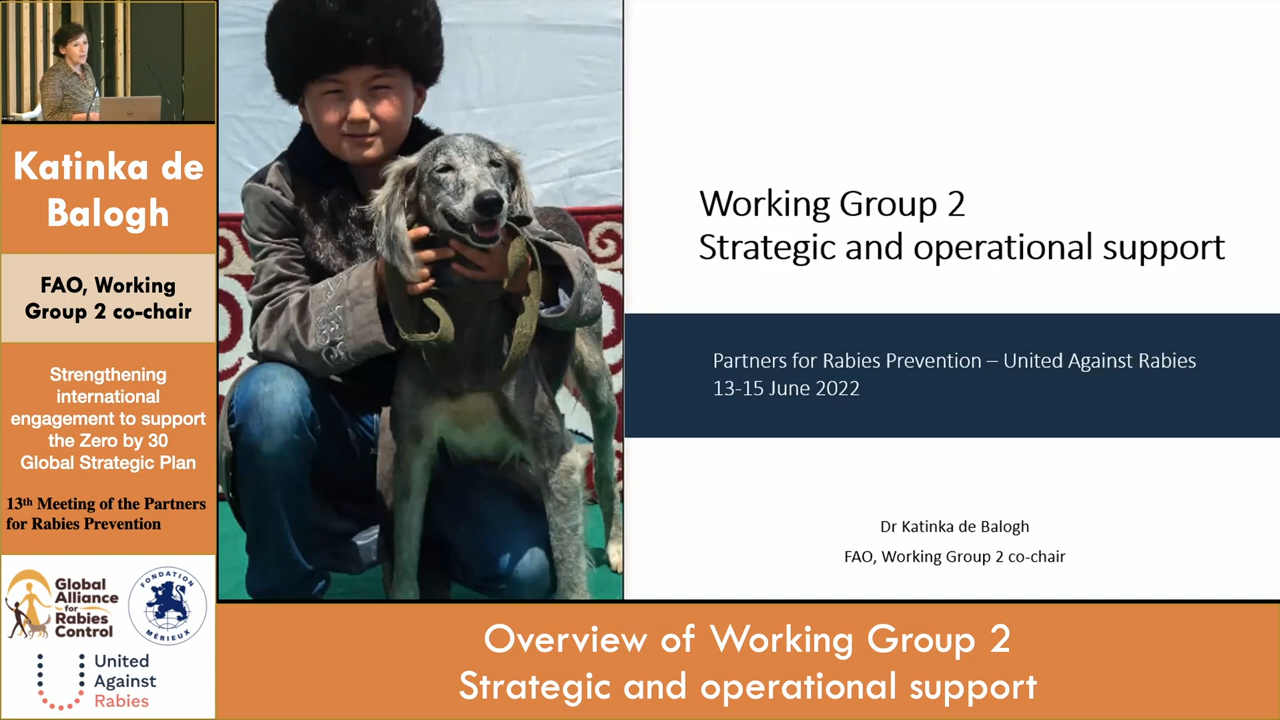 Katinka de
Balogh
FAO, Working
Group 2 co-chair
Strengthening
international
engagement to support
the Zero by 30
Global Strategic Plan
13th Meeting of the Partners
for Rabies Prevention
Global
Alliance
for
Rabies
Control
FONDATION
MÉRIEUX
United
Against
Rabies
Working Group 2
Strategic and operational support
Partners for Rabies Prevention – United Against Rabies
13-15 June 2022
Dr Katinka de Balogh
FAO, Working Group 2 co-chair
Overview of Working Group 2
Strategic and operational support